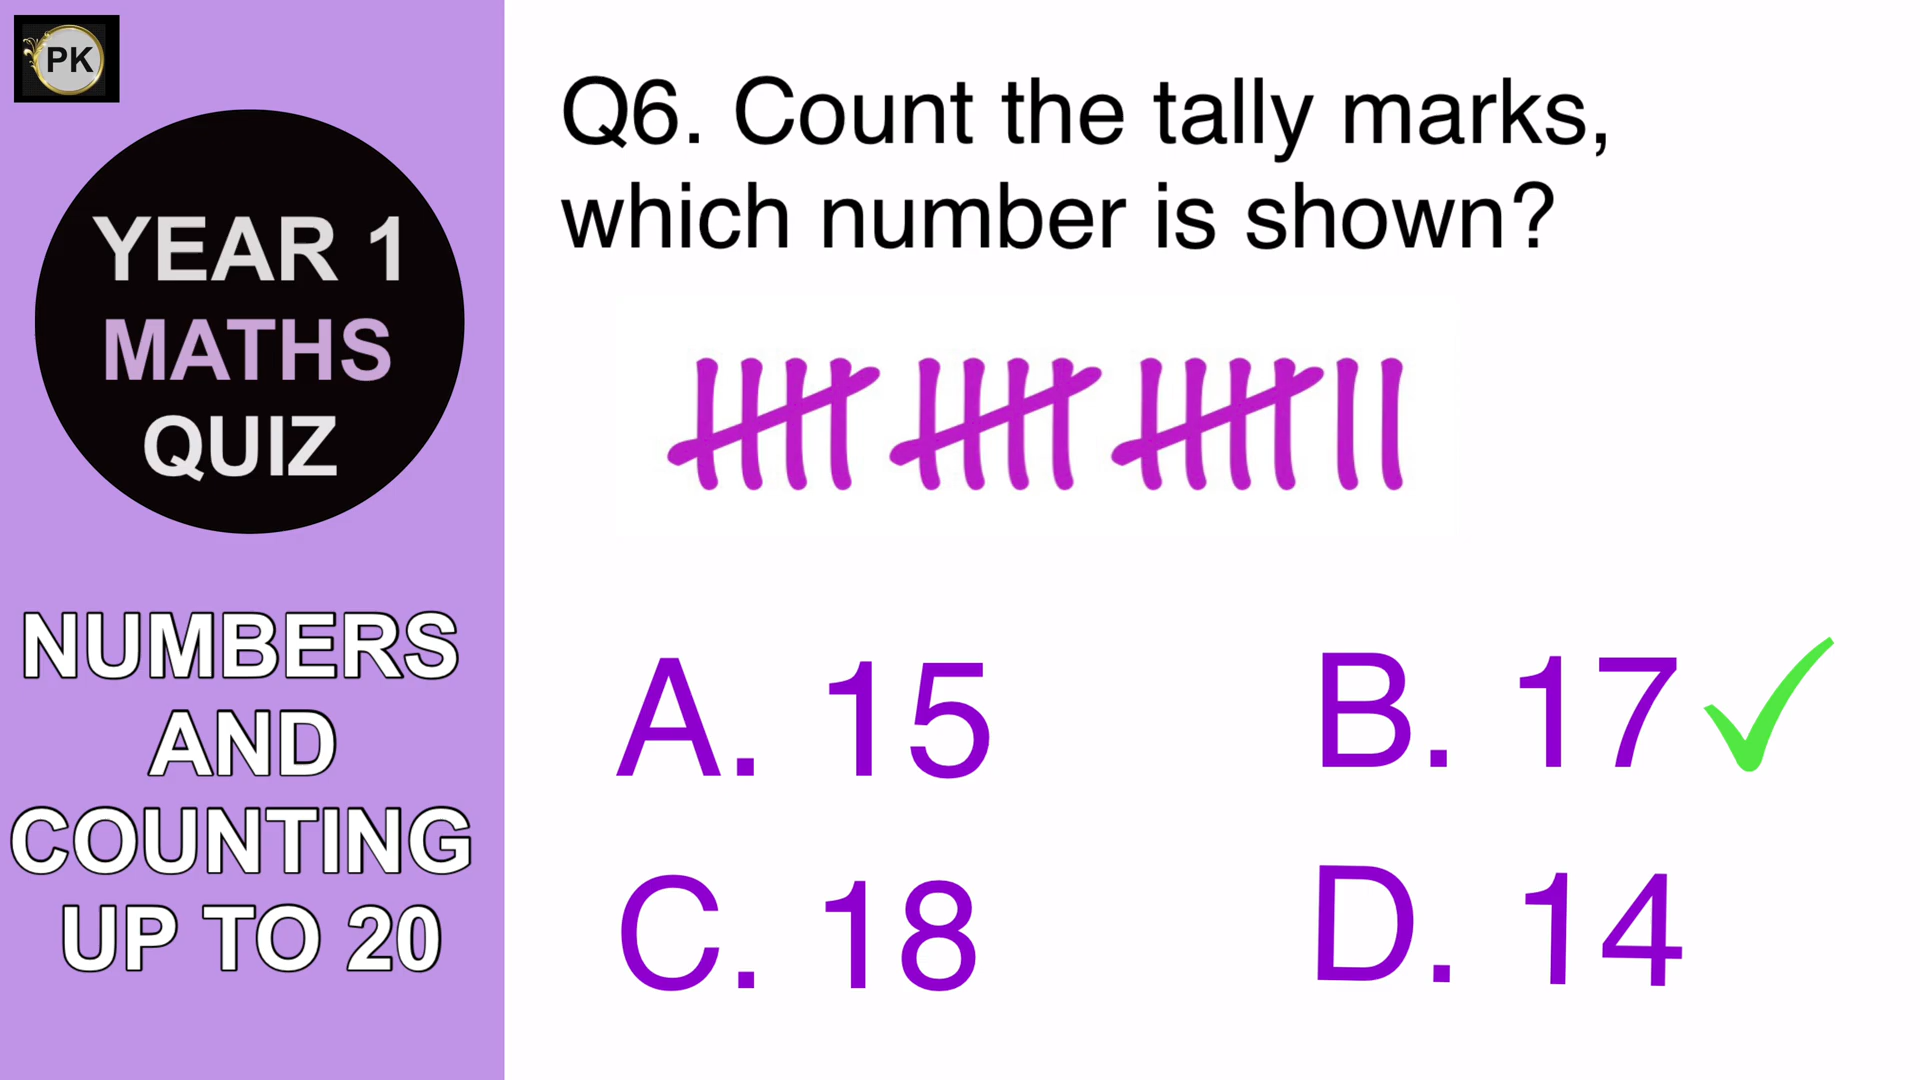 PK
YEAR 1
MATHS
QUIZ
NUMBERS
AND
COUNTING
UP TO 20
Q6. Count the tally marks,
which number is shown?
A. 15
B. 17
C. 18
D. 14